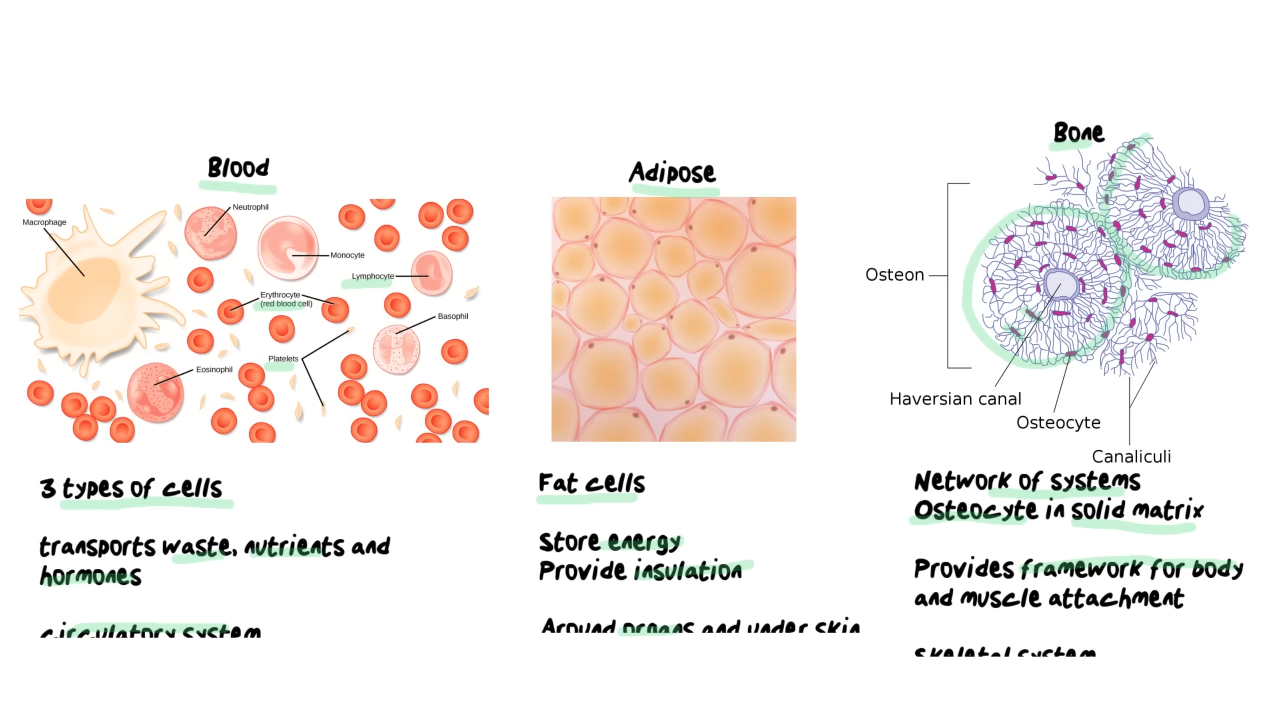 Blood
Macrophage
Neutrophil
Monocyte
Lymphocyte
Erythrocyte
(red blood cell)
Basophil
Platelets
Eosinophil
3 types of cells
transports waste, nutrients and
hormones
circulatory system
Adipose
Fat cells
Store energy
Provide insulation
Around organs and under skin
Bone
Osteon
Haversian canal
Osteocyte
Canaliculi
Network of systems
Osteocyte in solid matrix
Provides framework for body
and muscle attachment
skeletal system